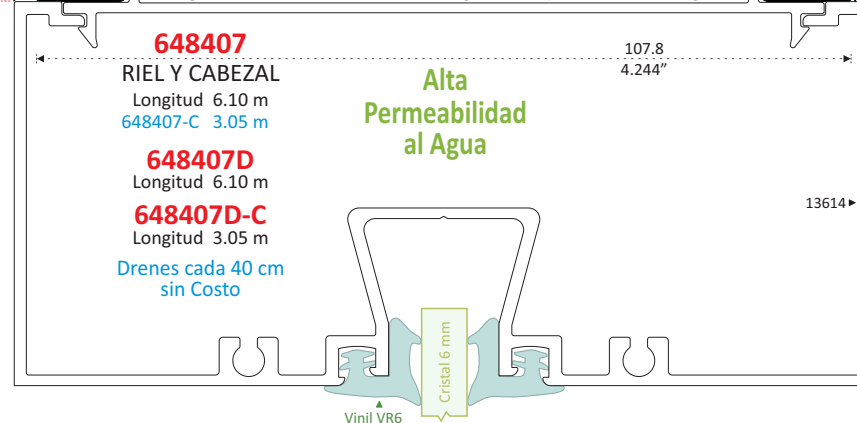 648407
RIEL Y CABEZAL
Longitud 6.10 m
648407-C 3.05 m
648407D
Longitud 6.10 m
648407D-C
Longitud 3.05 m
Drenes cada 40 cm
sin Costo
Alta
Permeabilidad
al Agua
107.8
4.244”
13614
Cristal 6 mm
Vinil VR6